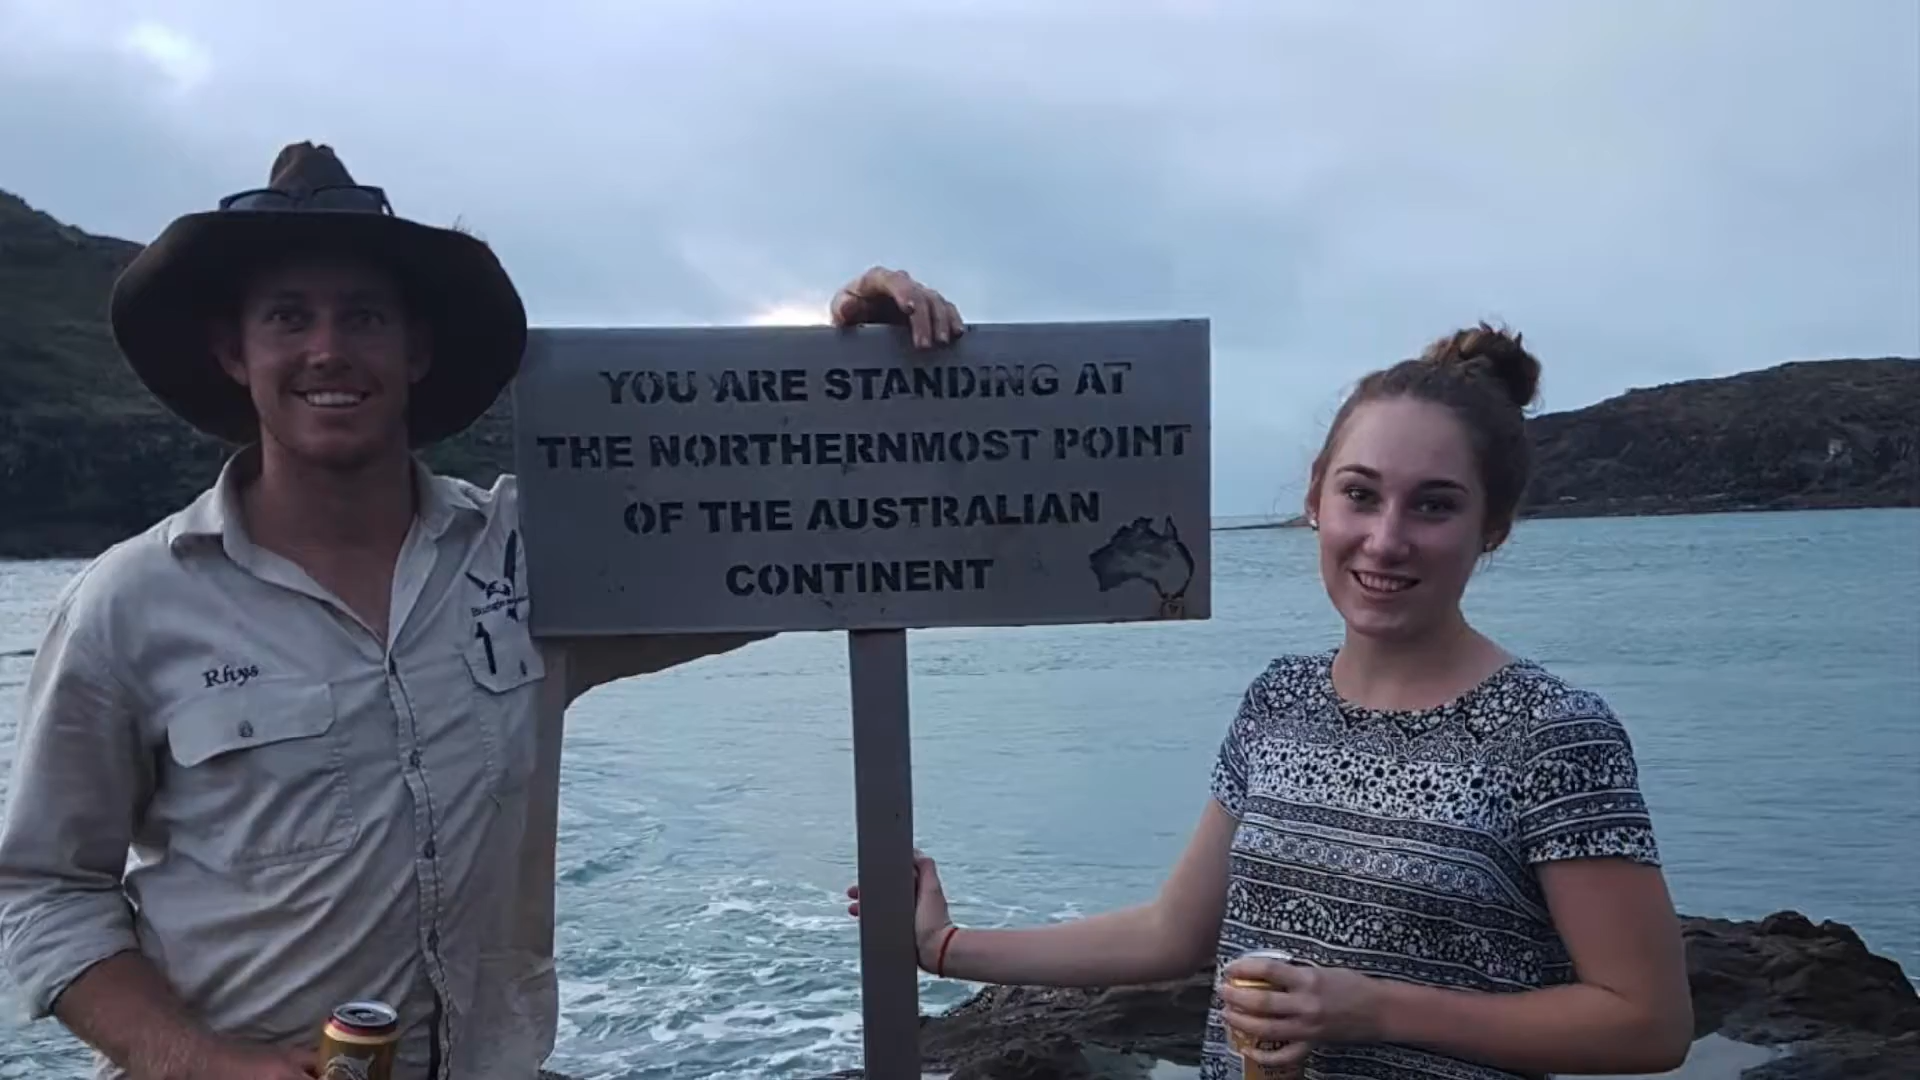 YOU ARE STANDING AT
THE NORTHERNMOST POINT
OF THE AUSTRALIAN
CONTINENT
Rhys